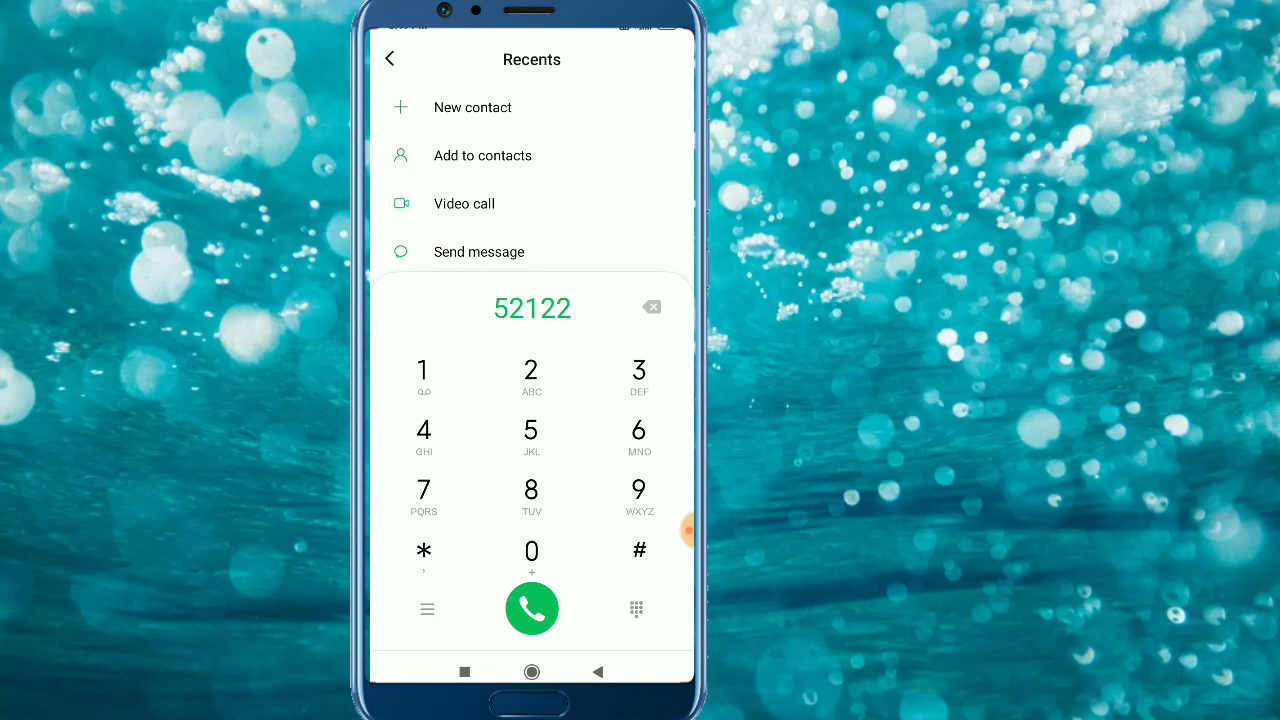 Recents
New contact
Add to contacts
Video call
Send message
52122
1 2 3
ABC DEF
4 5 6
GHI JKL MNO
7 8 9
PQRS TUV WXYZ
* 0 #
, +